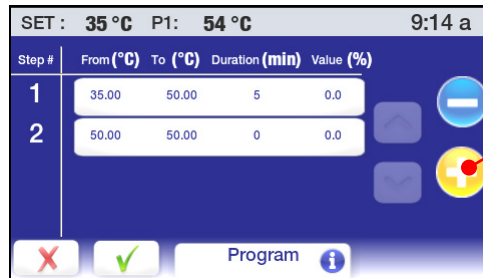 SET : 35 °C P1: 54 °C 9:14 a
Step # From (°C) To (°C) Duration (min) Value (%)
1 35.00 50.00 5 0.0
2 50.00 50.00 0 0.0
Program